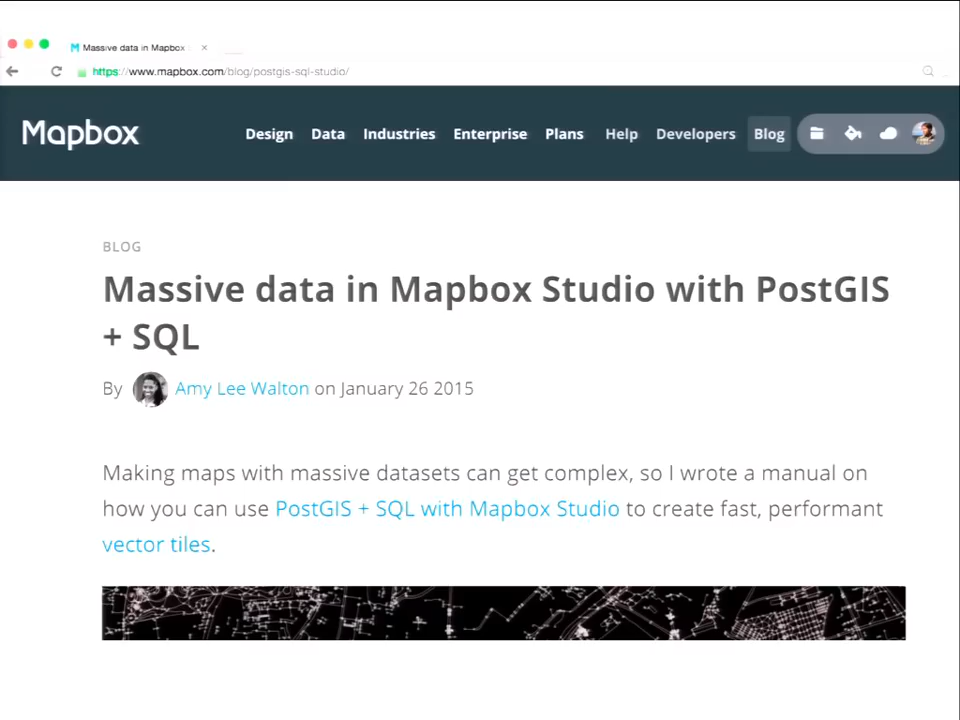 Massive data in Mapbox
https://www.mapbox.com/blog/postgis-sql-studio/
Mapbox
Design Data Industries Enterprise Plans Help Developers Blog
BLOG
Massive data in Mapbox Studio with PostGIS
+ SQL
By Amy Lee Walton on January 26 2015
Making maps with massive datasets can get complex, so I wrote a manual on
how you can use PostGIS + SQL with Mapbox Studio to create fast, performant
vector tiles.